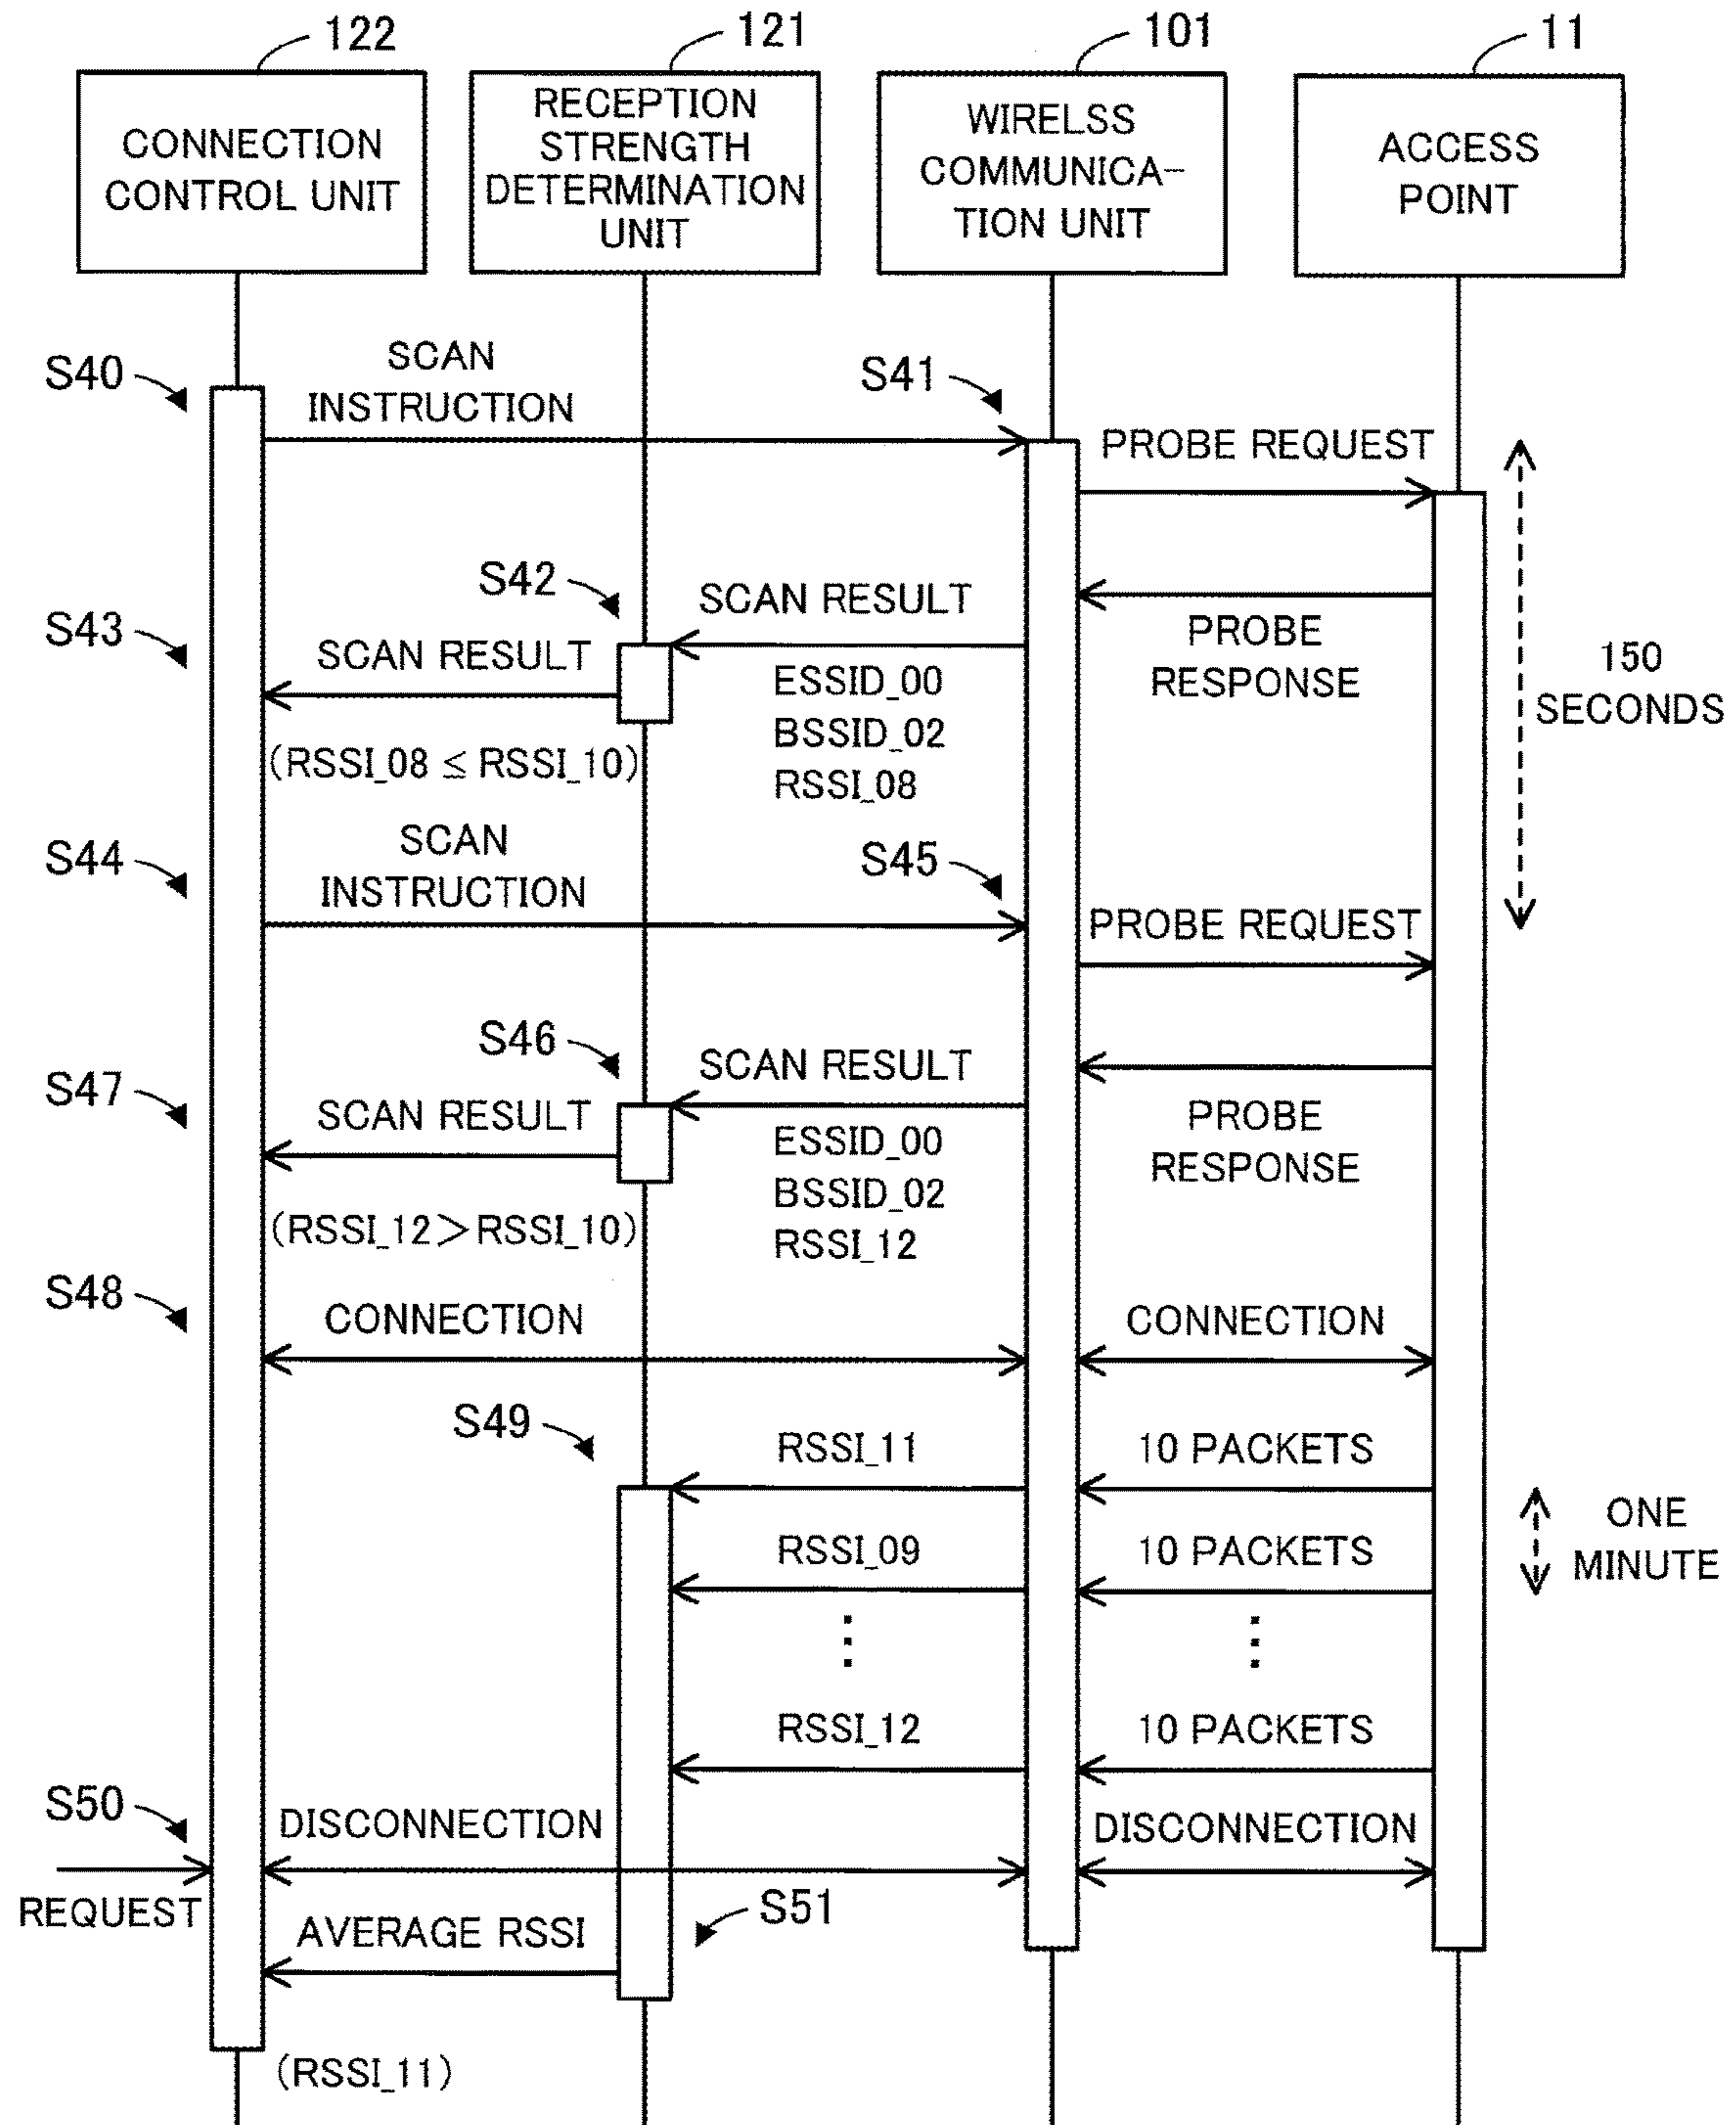 122
121
101
11
CONNECTION
CONTROL UNIT
RECEPTION
STRENGTH
DETERMINATION
UNIT
WIRELSS
COMMUNICA-
TION UNIT
ACCESS
POINT
S40
SCAN
INSTRUCTION
S41
PROBE REQUEST
S42
SCAN RESULT
PROBE
RESPONSE
150
SECONDS
S43
SCAN RESULT
ESSID_00
BSSID_02
RSSI_08
(RSSI_08 ≤ RSSI_10)
S44
SCAN
INSTRUCTION
S45
PROBE REQUEST
S46
SCAN RESULT
PROBE
RESPONSE
S47
SCAN RESULT
ESSID_00
BSSID_02
RSSI_12
(RSSI_12 > RSSI_10)
S48
CONNECTION
CONNECTION
S49
RSSI_11
10 PACKETS
ONE
MINUTE
RSSI_09
10 PACKETS
RSSI_12
10 PACKETS
S50
DISCONNECTION
DISCONNECTION
REQUEST
S51
AVERAGE RSSI
(RSSI_11)